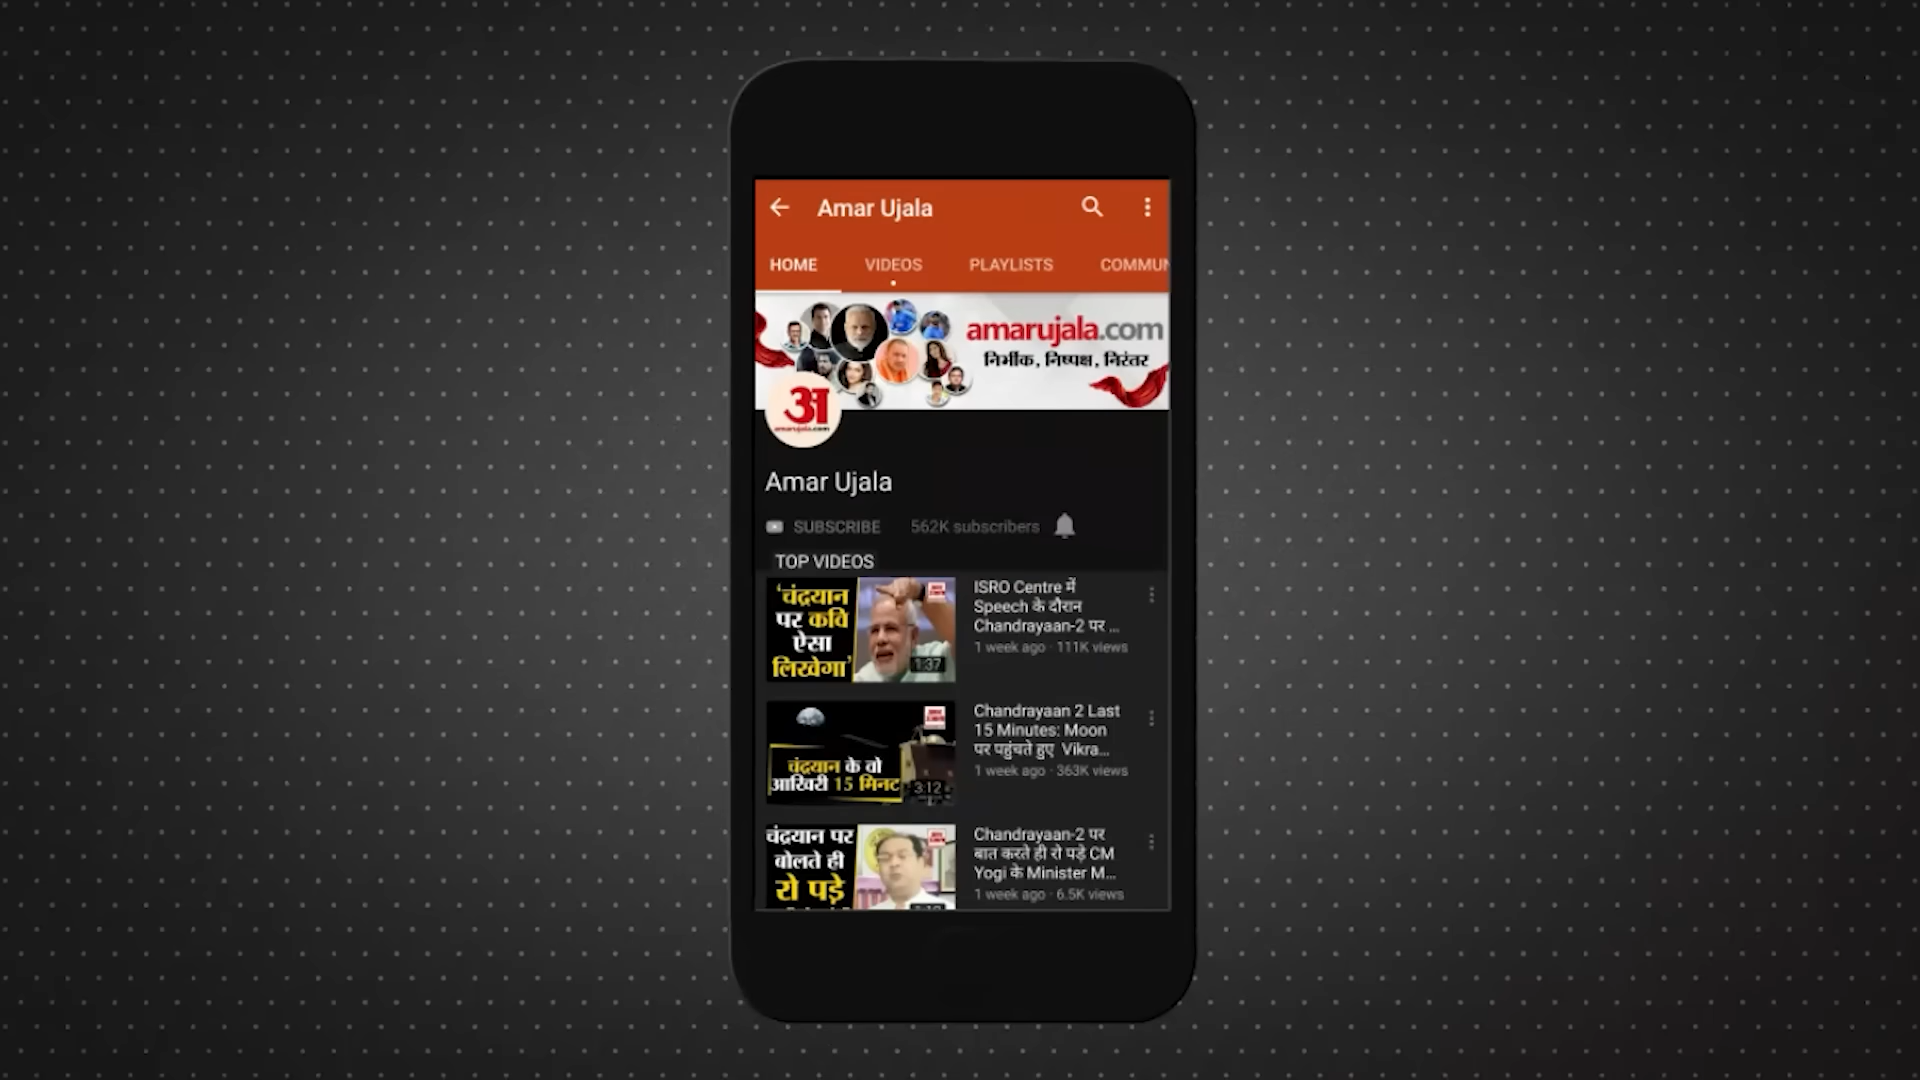 Amar Ujala
HOME VIDEOS PLAYLISTS COMMUN
amarujala.com
निर्भीक, निष्पक्ष, निरंतर
अ
amarujala.com
Amar Ujala
SUBSCRIBE 562K subscribers
TOP VIDEOS
'चंद्रयान
पर कवि
ऐसा
लिखेगा'
1:37
ISRO Centre में
Speech के दौरान
Chandrayaan-2 पर ...
1 week ago · 111K views
चंद्रयान के वो
आखिरी 15 मिनट
3:12
Chandrayaan 2 Last
15 Minutes: Moon
पर पहुंचते हुए Vikra...
1 week ago · 363K views
चंद्रयान पर
बोलते ही
रो पड़े
Chandrayaan-2 पर
बात करते ही रो पड़े CM
Yogi के Minister M...
1 week ago · 6.5K views